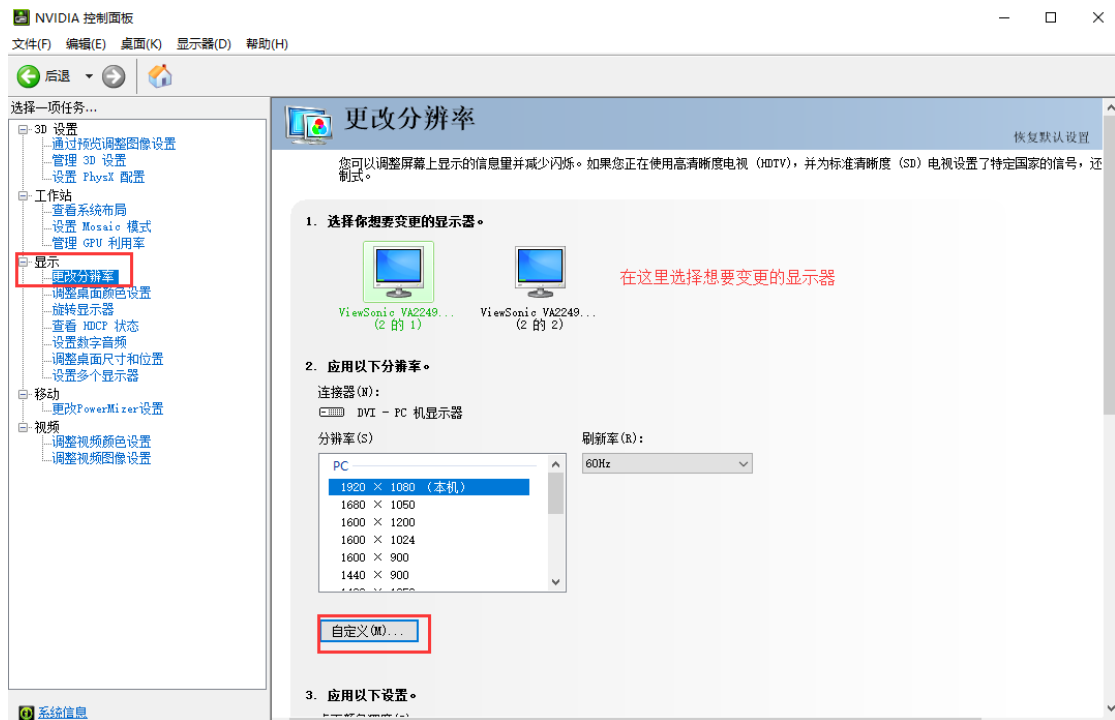 NVIDIA 控制面板
文件(F) 编辑(E) 桌面(K) 显示器(D) 帮助(H)
后退
选择一项任务...
3D 设置
通过预览调整图像设置
管理 3D 设置
设置 PhysX 配置
工作站
查看系统布局
设置 Mosaic 模式
管理 GPU 利用率
显示
更改分辨率
调整桌面颜色设置
旋转显示器
查看 HDCP 状态
设置数字音频
调整桌面尺寸和位置
设置多个显示器
移动
更改PowerMizer设置
视频
调整视频颜色设置
调整视频图像设置
系统信息
更改分辨率
恢复默认设置
您可以调整屏幕上显示的信息量并减少闪烁。如果您正在使用高清晰度电视 (HDTV)，并为标准清晰度 (SD) 电视设置了特定国家的信号，还
制式。
1. 选择你想要变更的显示器。
在这里选择想要变更的显示器
ViewSonic VA2249... ViewSonic VA2249...
(2 的 1) (2 的 2)
2. 应用以下分辨率。
连接器(N):
DVI - PC 机显示器
分辨率(S) 刷新率(R):
PC 60Hz
1920 × 1080 (本机)
1680 × 1050
1600 × 1200
1600 × 1024
1600 × 900
1440 × 900
自定义(M)...
3. 应用以下设置。